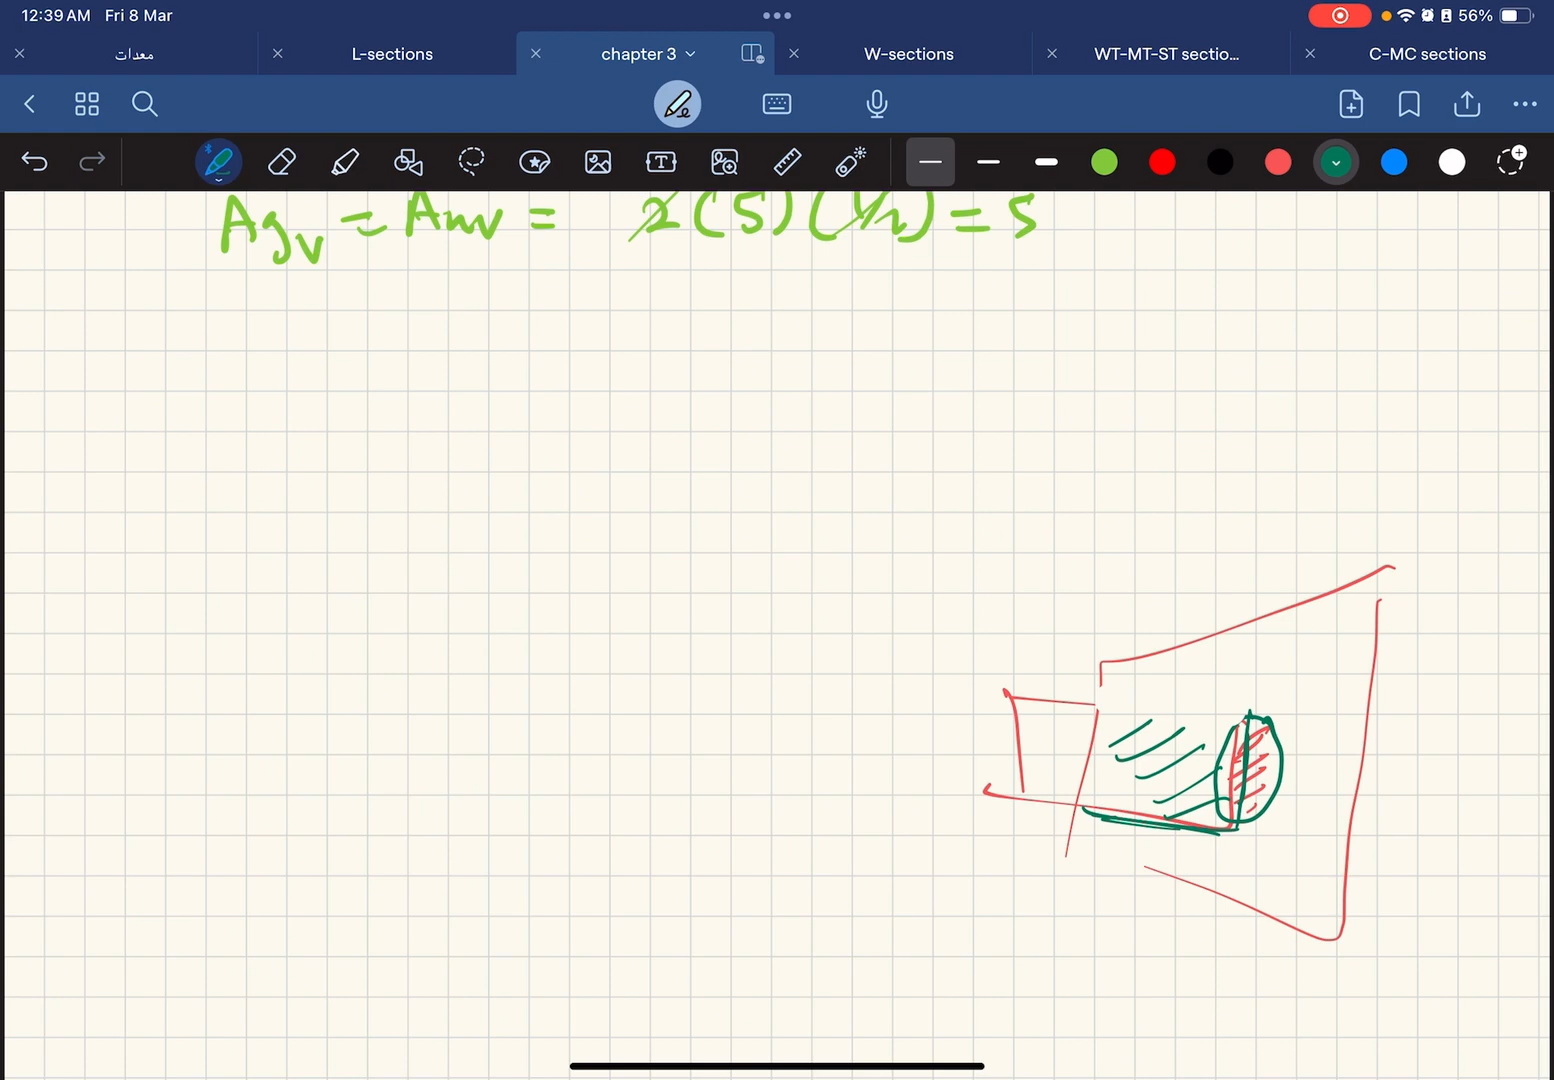 12:39 AM Fri 8 Mar 56%
معدات L-sections chapter 3 W-sections WT-MT-ST sectio... C-MC sections
T
Agv = Anv = 2(5)(1/2) = 5